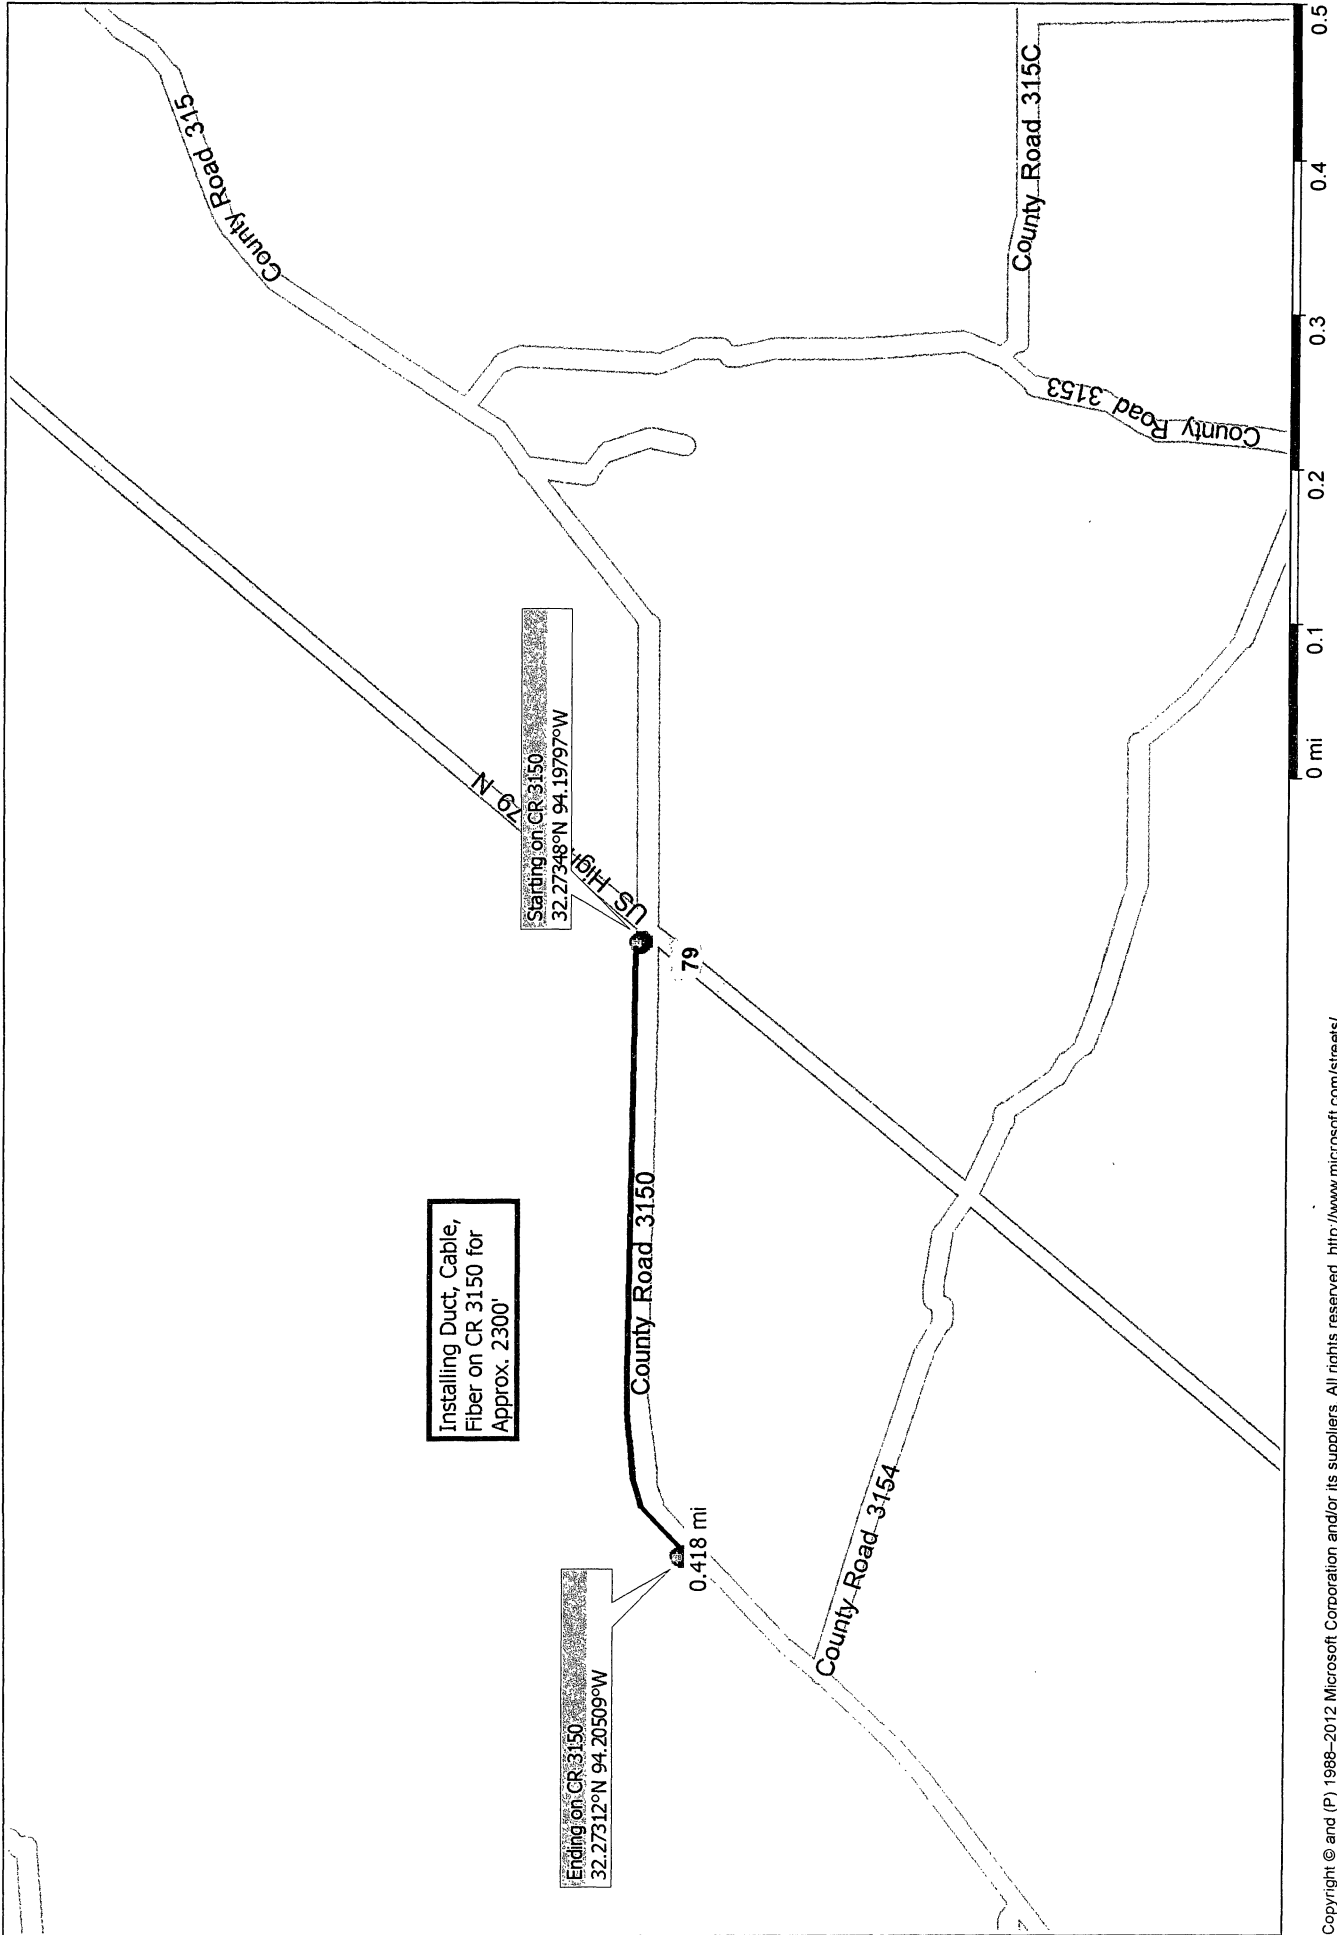 County Road 315
County Road 315C
County Road 3153
US High
79 N
Starting on CR 3150
32.27348°N 94.19797°W
79
Installing Duct, Cable,
Fiber on CR 3150 for
Approx. 2300'
County Road 3150
0.418 mi
Ending on CR 3150
32.27312°N 94.20509°W
County Road 3154
0 mi 0.1 0.2 0.3 0.4 0.5
Copyright © and (P) 1988–2012 Microsoft Corporation and/or its suppliers. All rights reserved. http://www.microsoft.com/streets/